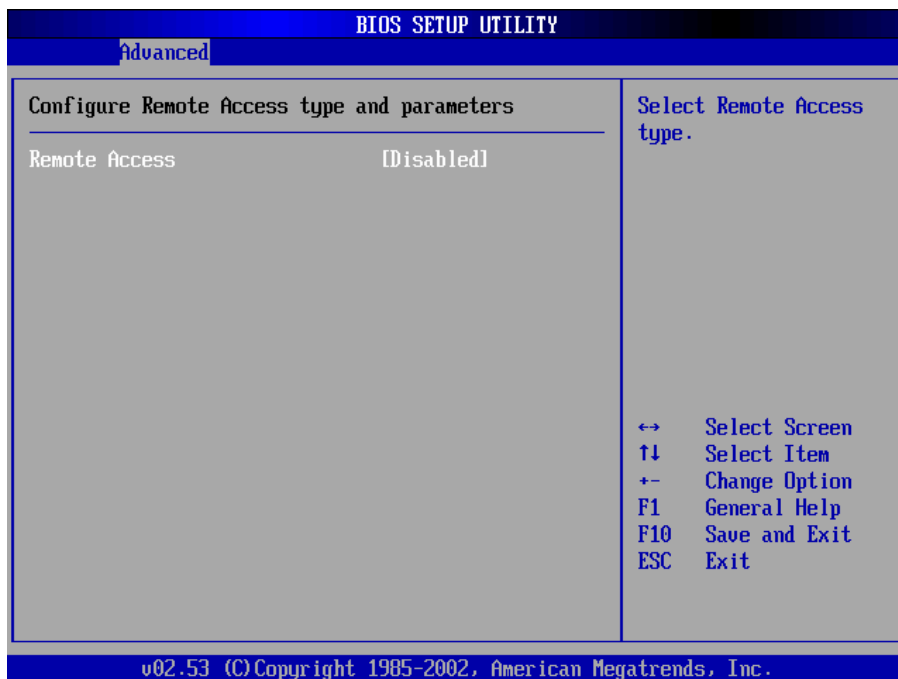 BIOS SETUP UTILITY
Advanced
Configure Remote Access type and parameters
Remote Access [Disabled]
Select Remote Access
type.
←→ Select Screen
↑↓ Select Item
+- Change Option
F1 General Help
F10 Save and Exit
ESC Exit
v02.53 (C)Copyright 1985-2002, American Megatrends, Inc.